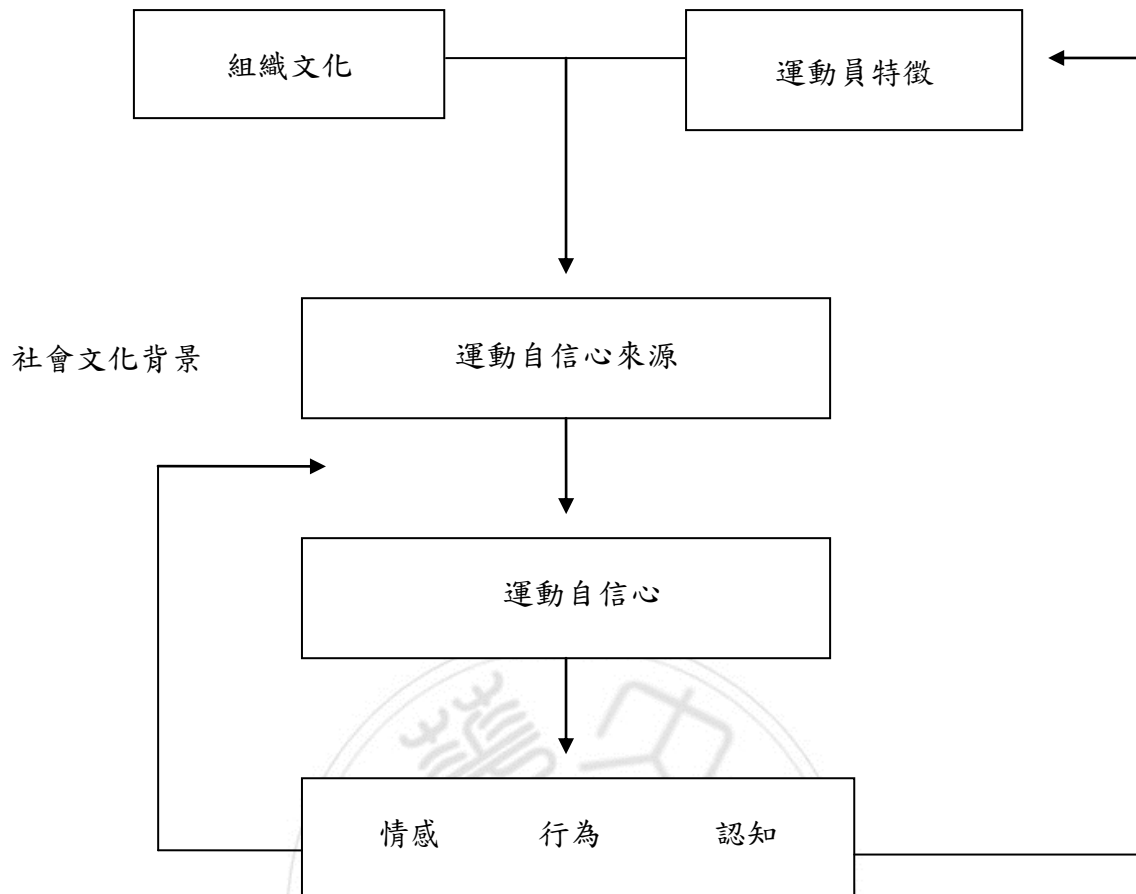 組織文化
運動員特徵
社會文化背景
運動自信心來源
運動自信心
情感 行為 認知